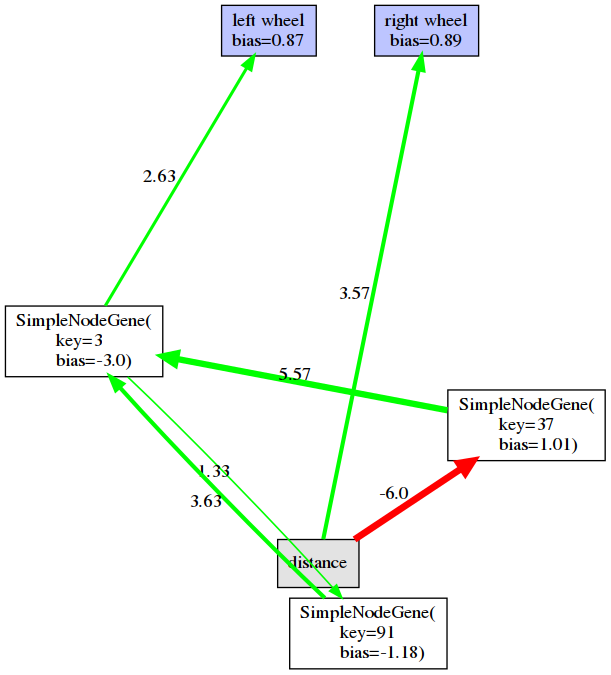 left wheel
bias=0.87
right wheel
bias=0.89
2.63
3.57
SimpleNodeGene(
key=3
bias=-3.0)
5.57
SimpleNodeGene(
key=37
bias=1.01)
1.33
3.63
-6.0
distance
SimpleNodeGene(
key=91
bias=-1.18)